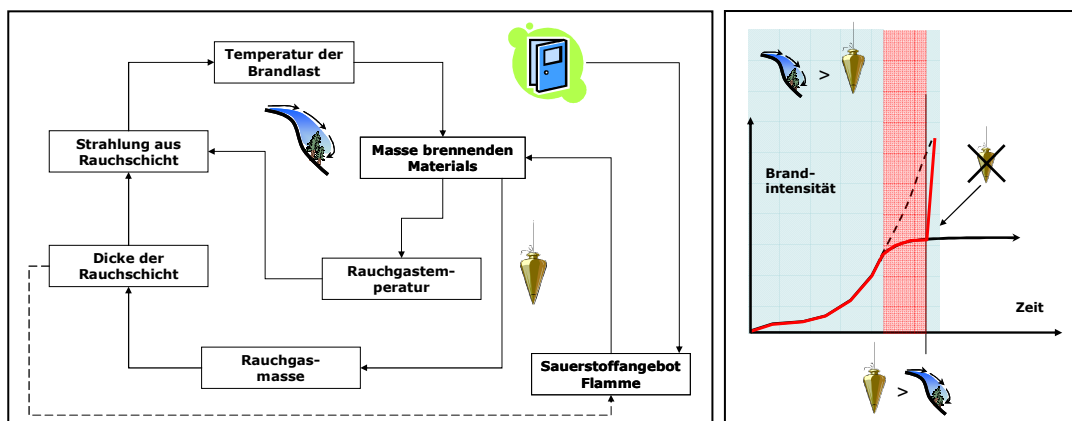 Temperatur der
Brandlast
Strahlung aus
Rauchschicht
Masse brennenden
Materials
Dicke der
Rauchschicht
Rauchgastem-
peratur
Rauchgas-
masse
Sauerstoffangebot
Flamme
>
Brand-
intensität
Zeit
>